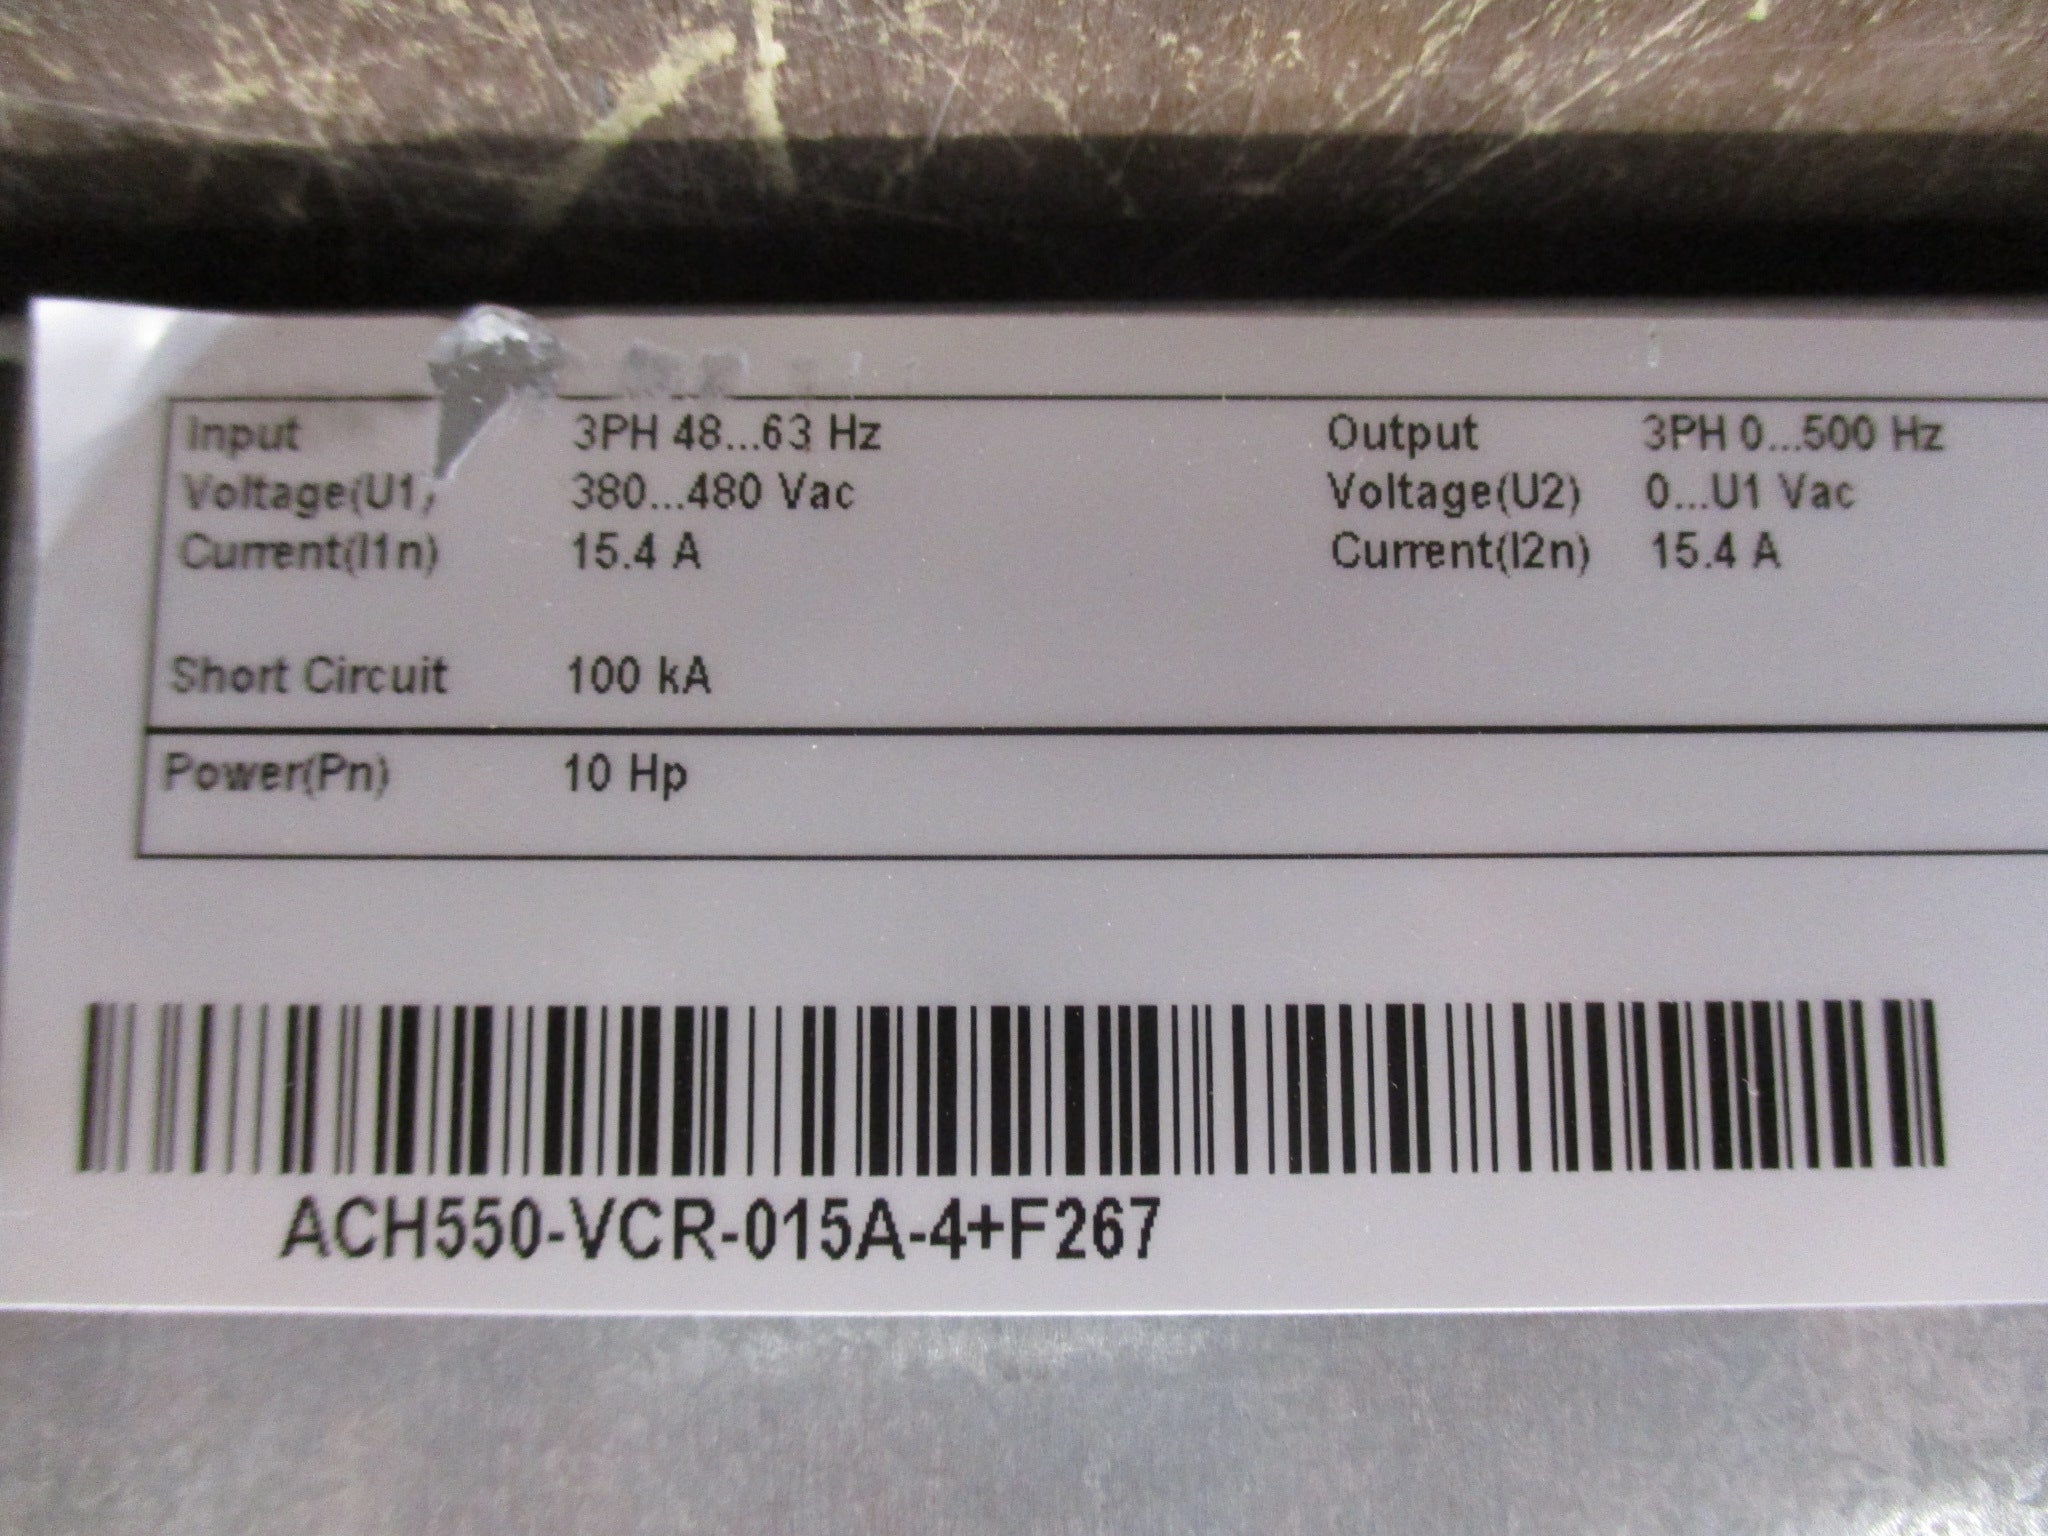 Input 3PH 48...63 Hz Output 3PH 0...500 Hz
Voltage(U1) 380...480 Vac Voltage(U2) 0...U1 Vac
Current(I1n) 15.4 A Current(I2n) 15.4 A
Short Circuit 100 kA
Power(Pn) 10 Hp
ACH550-VCR-015A-4+F267